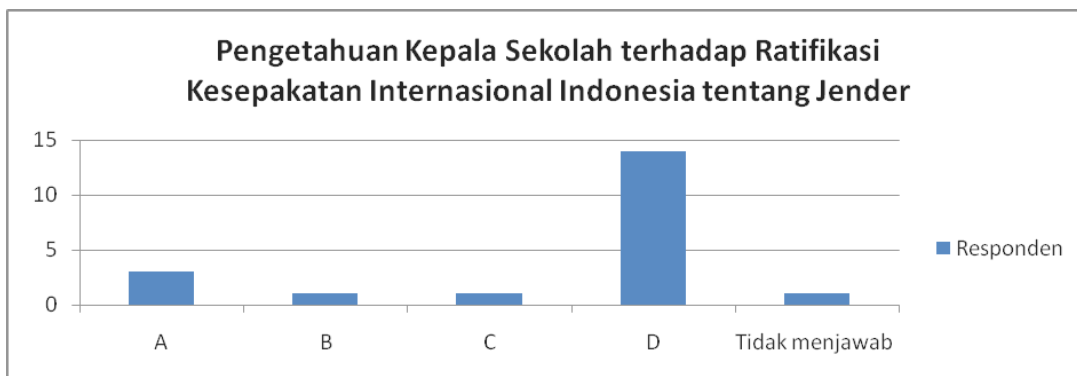 Pengetahuan Kepala Sekolah terhadap Ratifikasi
Kesepakatan Internasional Indonesia tentang Jender
15
10
5
0
A
B
C
D
Tidak menjawab
Responden